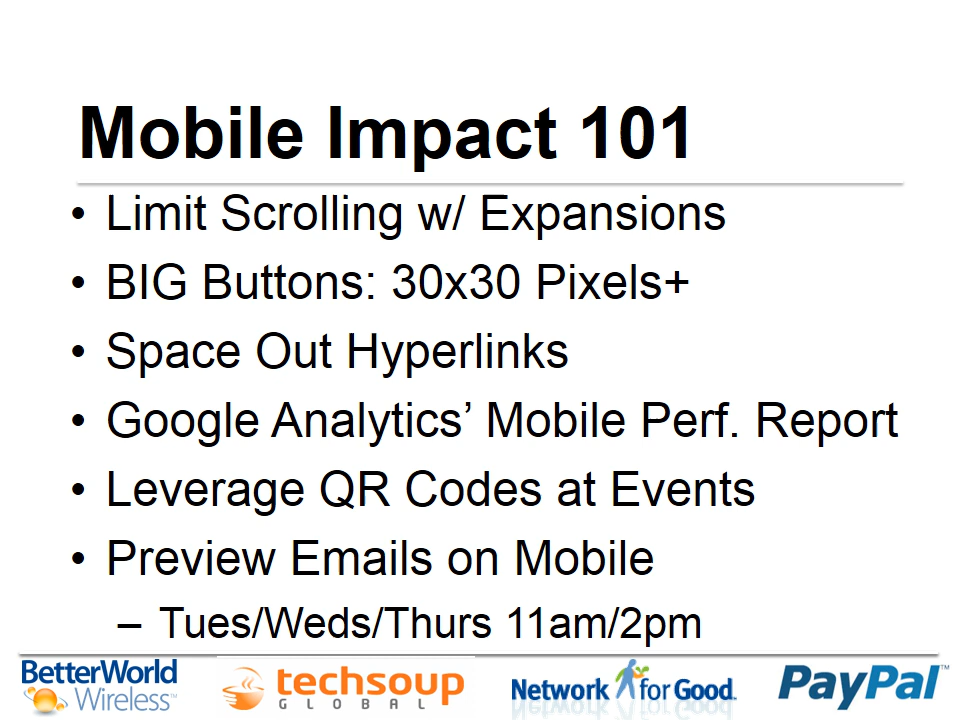 Mobile Impact 101
• Limit Scrolling w/ Expansions
• BIG Buttons: 30x30 Pixels+
• Space Out Hyperlinks
• Google Analytics’ Mobile Perf. Report
• Leverage QR Codes at Events
• Preview Emails on Mobile
– Tues/Weds/Thurs 11am/2pm
BetterWorld
Wireless™
techsoup
GLOBAL
Network for Good.
PayPal™